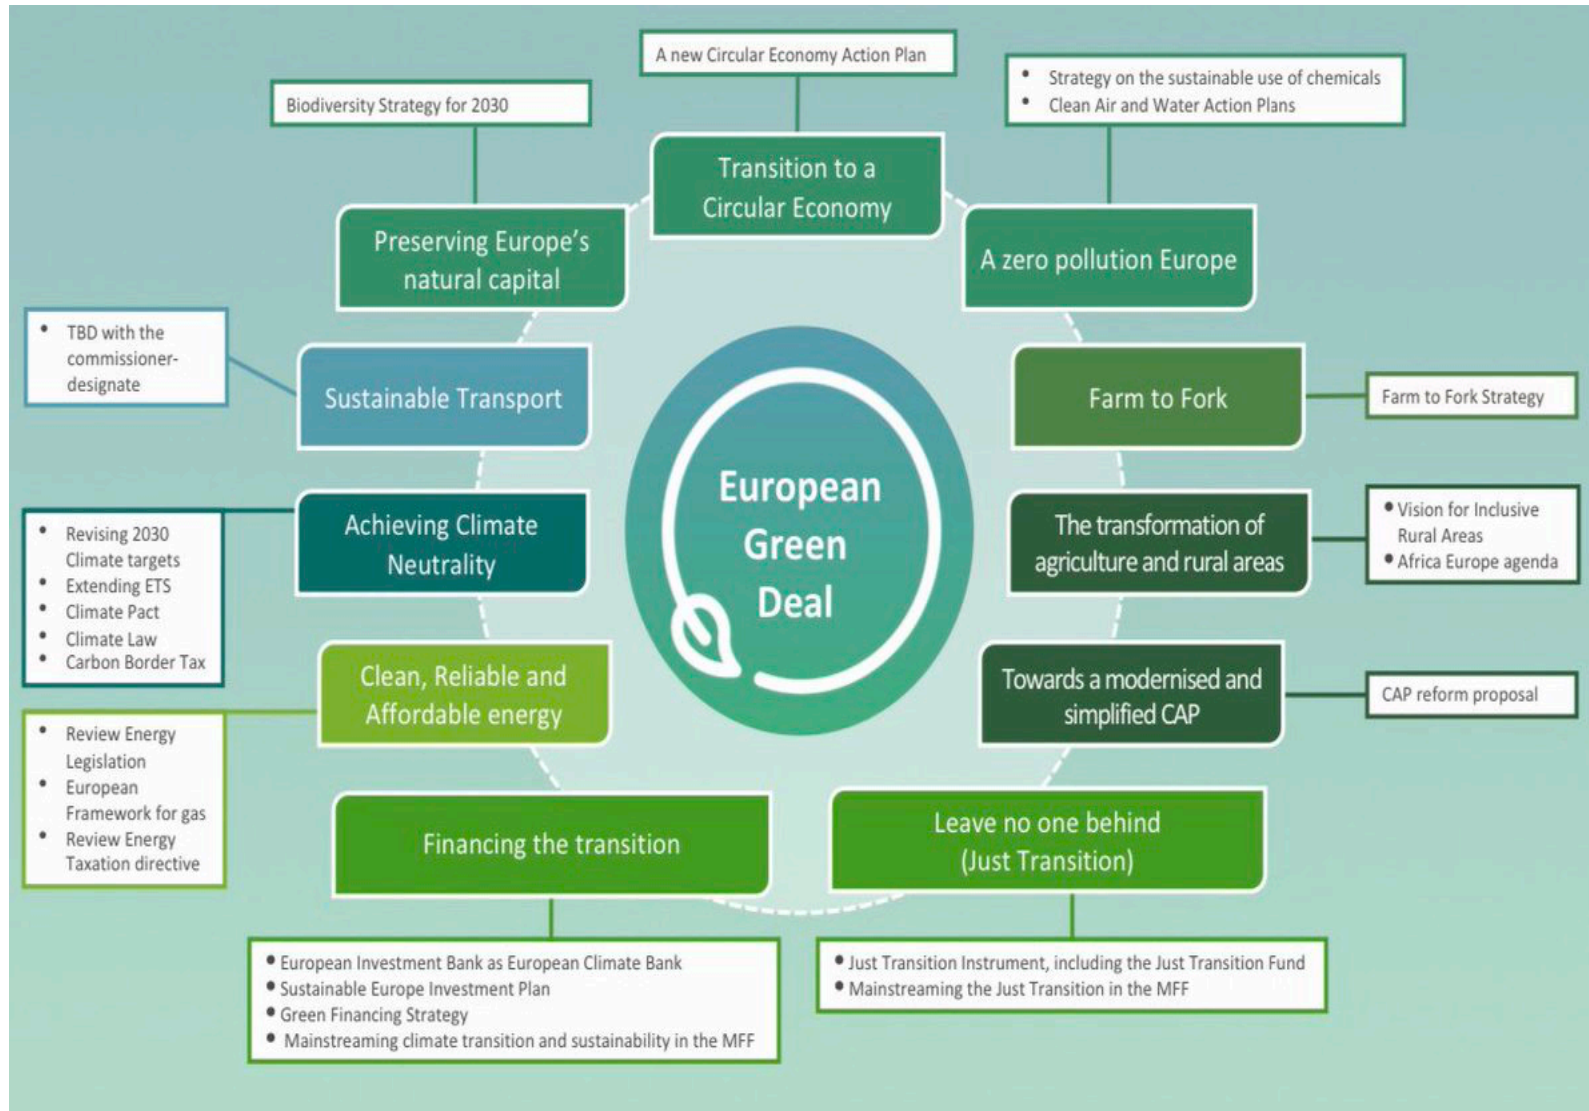 A new Circular Economy Action Plan
• Strategy on the sustainable use of chemicals
• Clean Air and Water Action Plans
Biodiversity Strategy for 2030
Transition to a
Circular Economy
Preserving Europe's
natural capital
A zero pollution Europe
• TBD with the
commissioner-
designate
Sustainable Transport
Farm to Fork
Farm to Fork Strategy
European
Green
Deal
Achieving Climate
Neutrality
• Revising 2030
Climate targets
• Extending ETS
• Climate Pact
• Climate Law
• Carbon Border Tax
The transformation of
agriculture and rural areas
• Vision for Inclusive
Rural Areas
• Africa Europe agenda
Clean, Reliable and
Affordable energy
• Review Energy
Legislation
• European
Framework for gas
• Review Energy
Taxation directive
Towards a modernised and
simplified CAP
CAP reform proposal
Financing the transition
Leave no one behind
(Just Transition)
• European Investment Bank as European Climate Bank
• Sustainable Europe Investment Plan
• Green Financing Strategy
• Mainstreaming climate transition and sustainability in the MFF
• Just Transition Instrument, including the Just Transition Fund
• Mainstreaming the Just Transition in the MFF